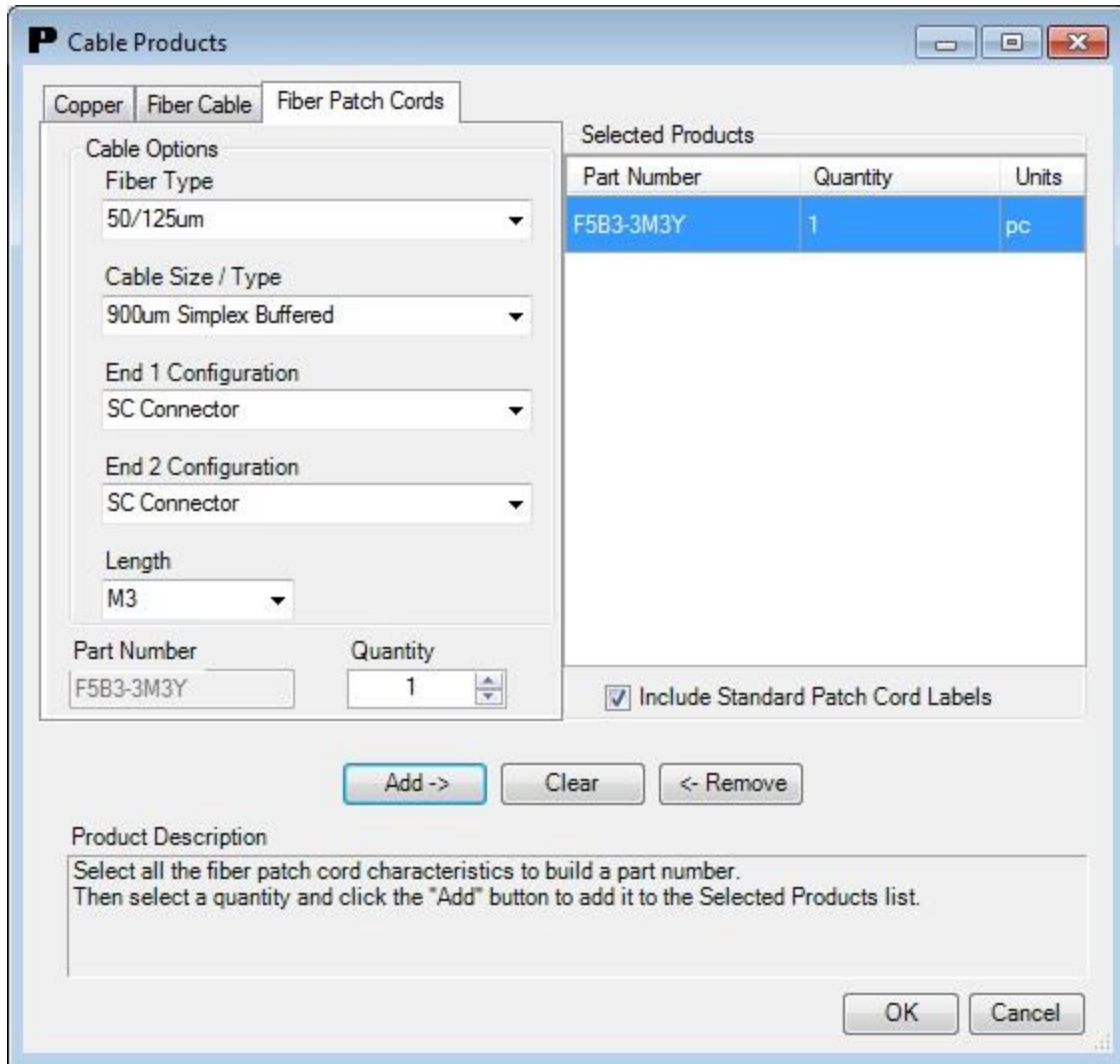 P Cable Products
Copper Fiber Cable Fiber Patch Cords
Cable Options
Fiber Type
50/125um
Cable Size / Type
900um Simplex Buffered
End 1 Configuration
SC Connector
End 2 Configuration
SC Connector
Length
M3
Part Number Quantity
F5B3-3M3Y 1
Selected Products
Part Number Quantity Units
F5B3-3M3Y 1 pc
Include Standard Patch Cord Labels
Add -> Clear <- Remove
Product Description
Select all the fiber patch cord characteristics to build a part number.
Then select a quantity and click the "Add" button to add it to the Selected Products list.
OK Cancel